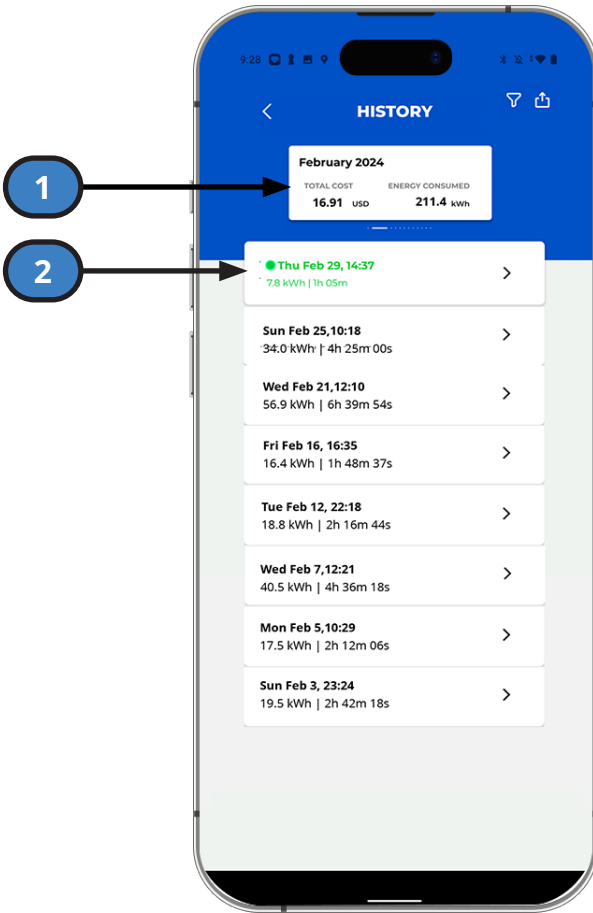 9:28
HISTORY
February 2024
TOTAL COST ENERGY CONSUMED
16.91 USD 211.4 kWh
1
2
Thu Feb 29, 14:37
7.8 kWh | 1h 05m
Sun Feb 25,10:18
34.0 kWh | 4h 25m 00s
Wed Feb 21,12:10
56.9 kWh | 6h 39m 54s
Fri Feb 16, 16:35
16.4 kWh | 1h 48m 37s
Tue Feb 12, 22:18
18.8 kWh | 2h 16m 44s
Wed Feb 7,12:21
40.5 kWh | 4h 36m 18s
Mon Feb 5,10:29
17.5 kWh | 2h 12m 06s
Sun Feb 3, 23:24
19.5 kWh | 2h 42m 18s